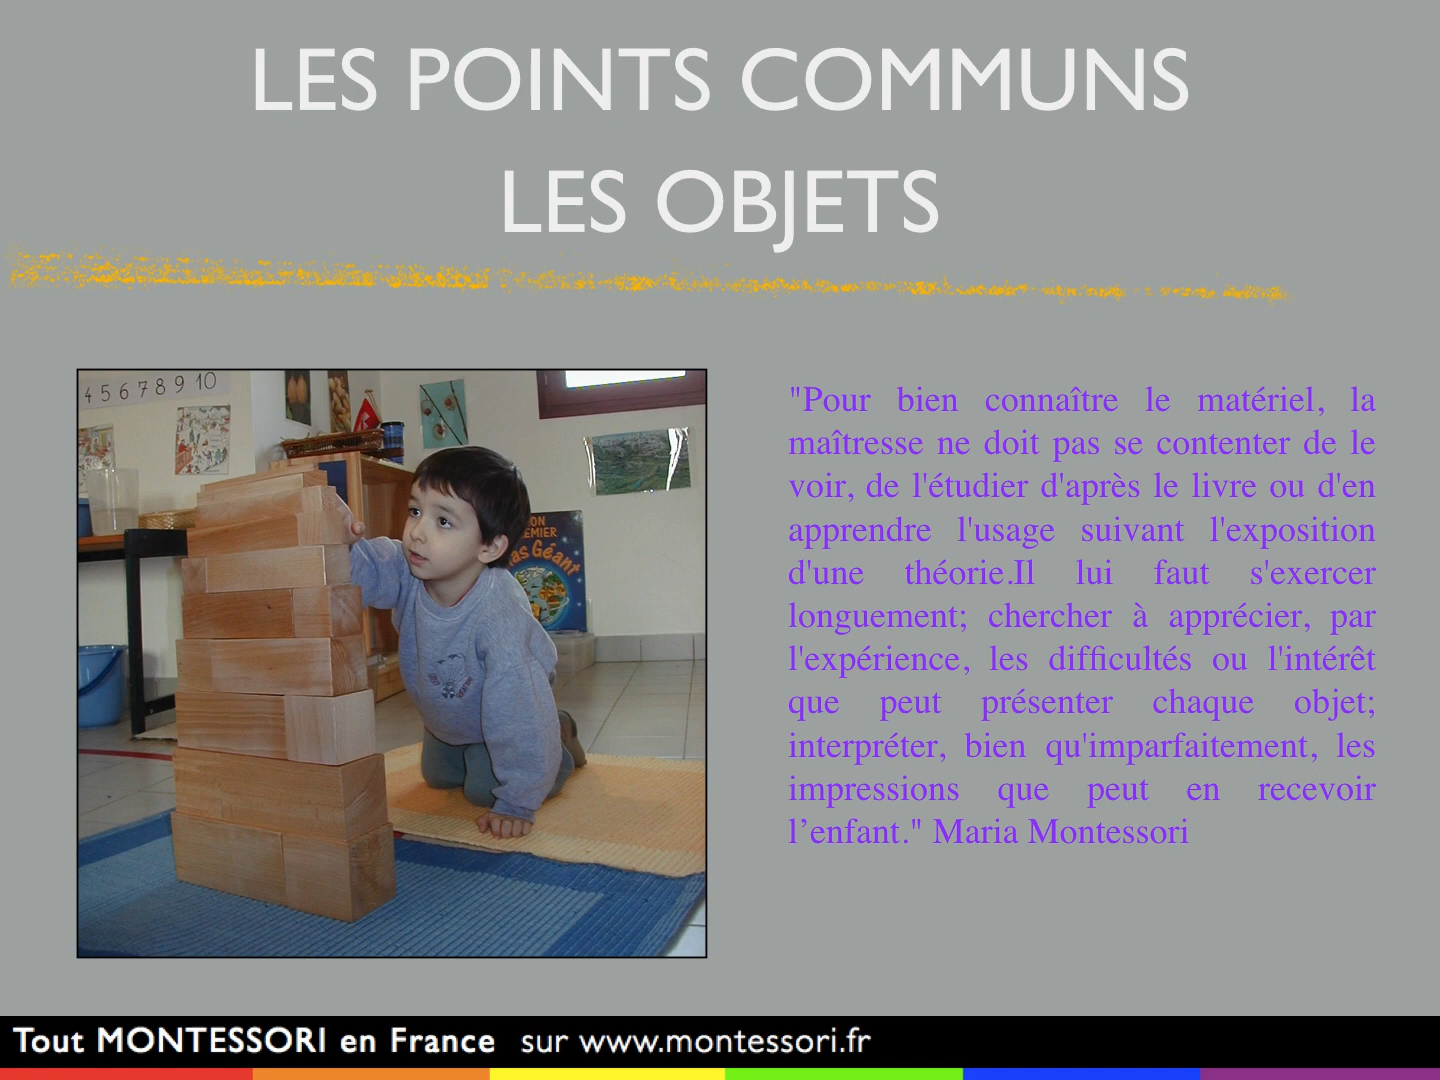 LES POINTS COMMUNS
LES OBJETS
4 5 6 7 8 9 10
"Pour bien connaître le matériel, la
maîtresse ne doit pas se contenter de le
voir, de l'étudier d'après le livre ou d'en
apprendre l'usage suivant l'exposition
d'une théorie.Il lui faut s'exercer
longuement; chercher à apprécier, par
l'expérience, les difficultés ou l'intérêt
que peut présenter chaque objet;
interpréter, bien qu'imparfaitement, les
impressions que peut en recevoir
l’enfant." Maria Montessori
Géant
Tout MONTESSORI en France sur www.montessori.fr